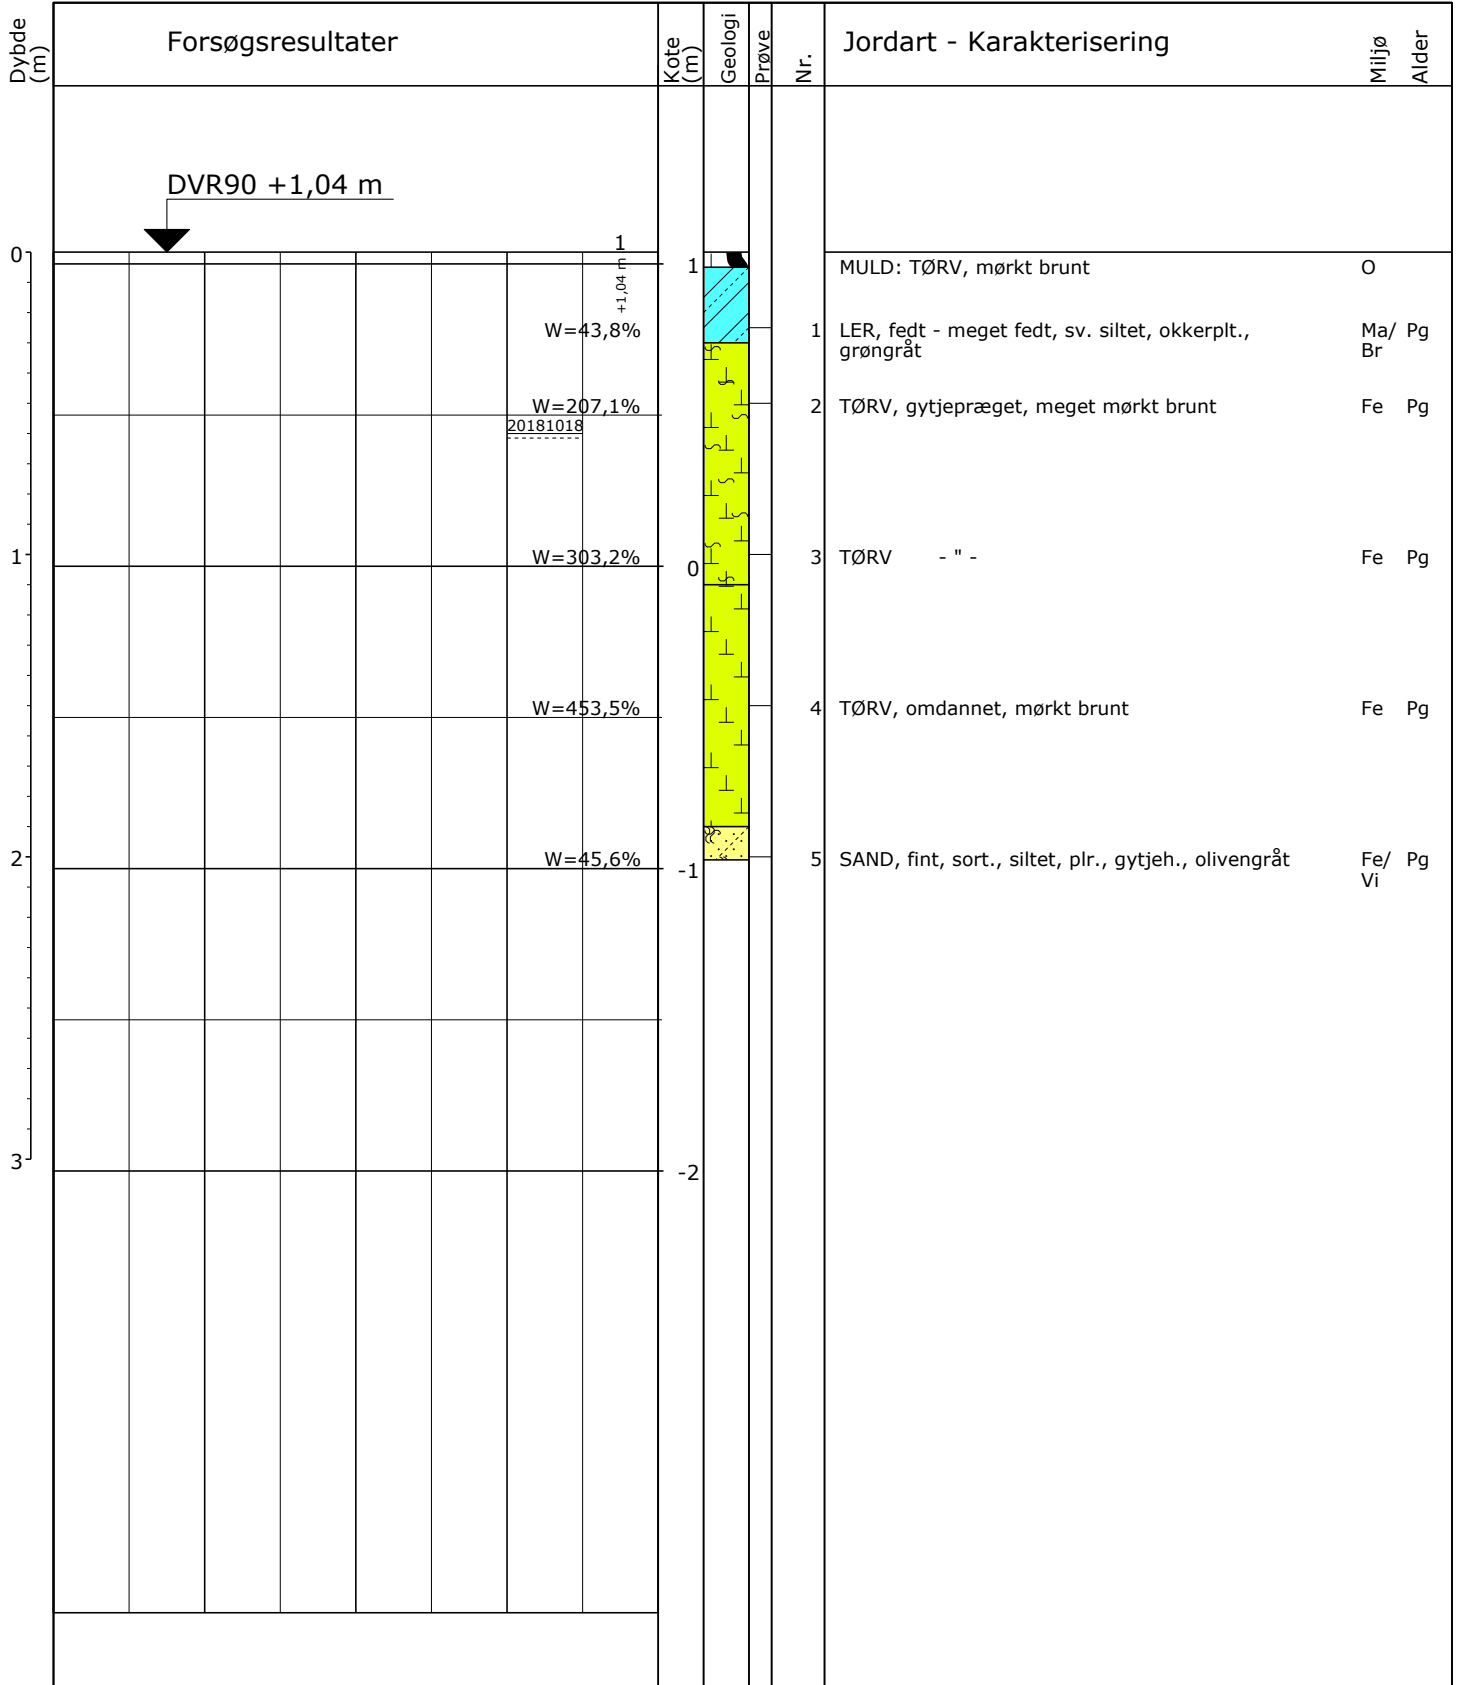 Dybde
(m)
Forsøgsresultater
Kote
(m)
Geologi
Prøve
Nr.
Jordart - Karakterisering
Miljø
Alder
DVR90 +1,04 m
1
+1,04 m
0
1
MULD: TØRV, mørkt brunt O
W=43,8% 1 LER, fedt - meget fedt, sv. siltet, okkerplt., Ma/ Pg
grøngråt Br
W=207,1% 2 TØRV, gytjepræget, meget mørkt brunt Fe Pg
20181018
1 W=303,2% 0 3 TØRV - " - Fe Pg
W=453,5% 4 TØRV, omdannet, mørkt brunt Fe Pg
2 W=45,6% -1 5 SAND, fint, sort., siltet, plr., gytjeh., olivengråt Fe/ Pg
Vi
3 -2